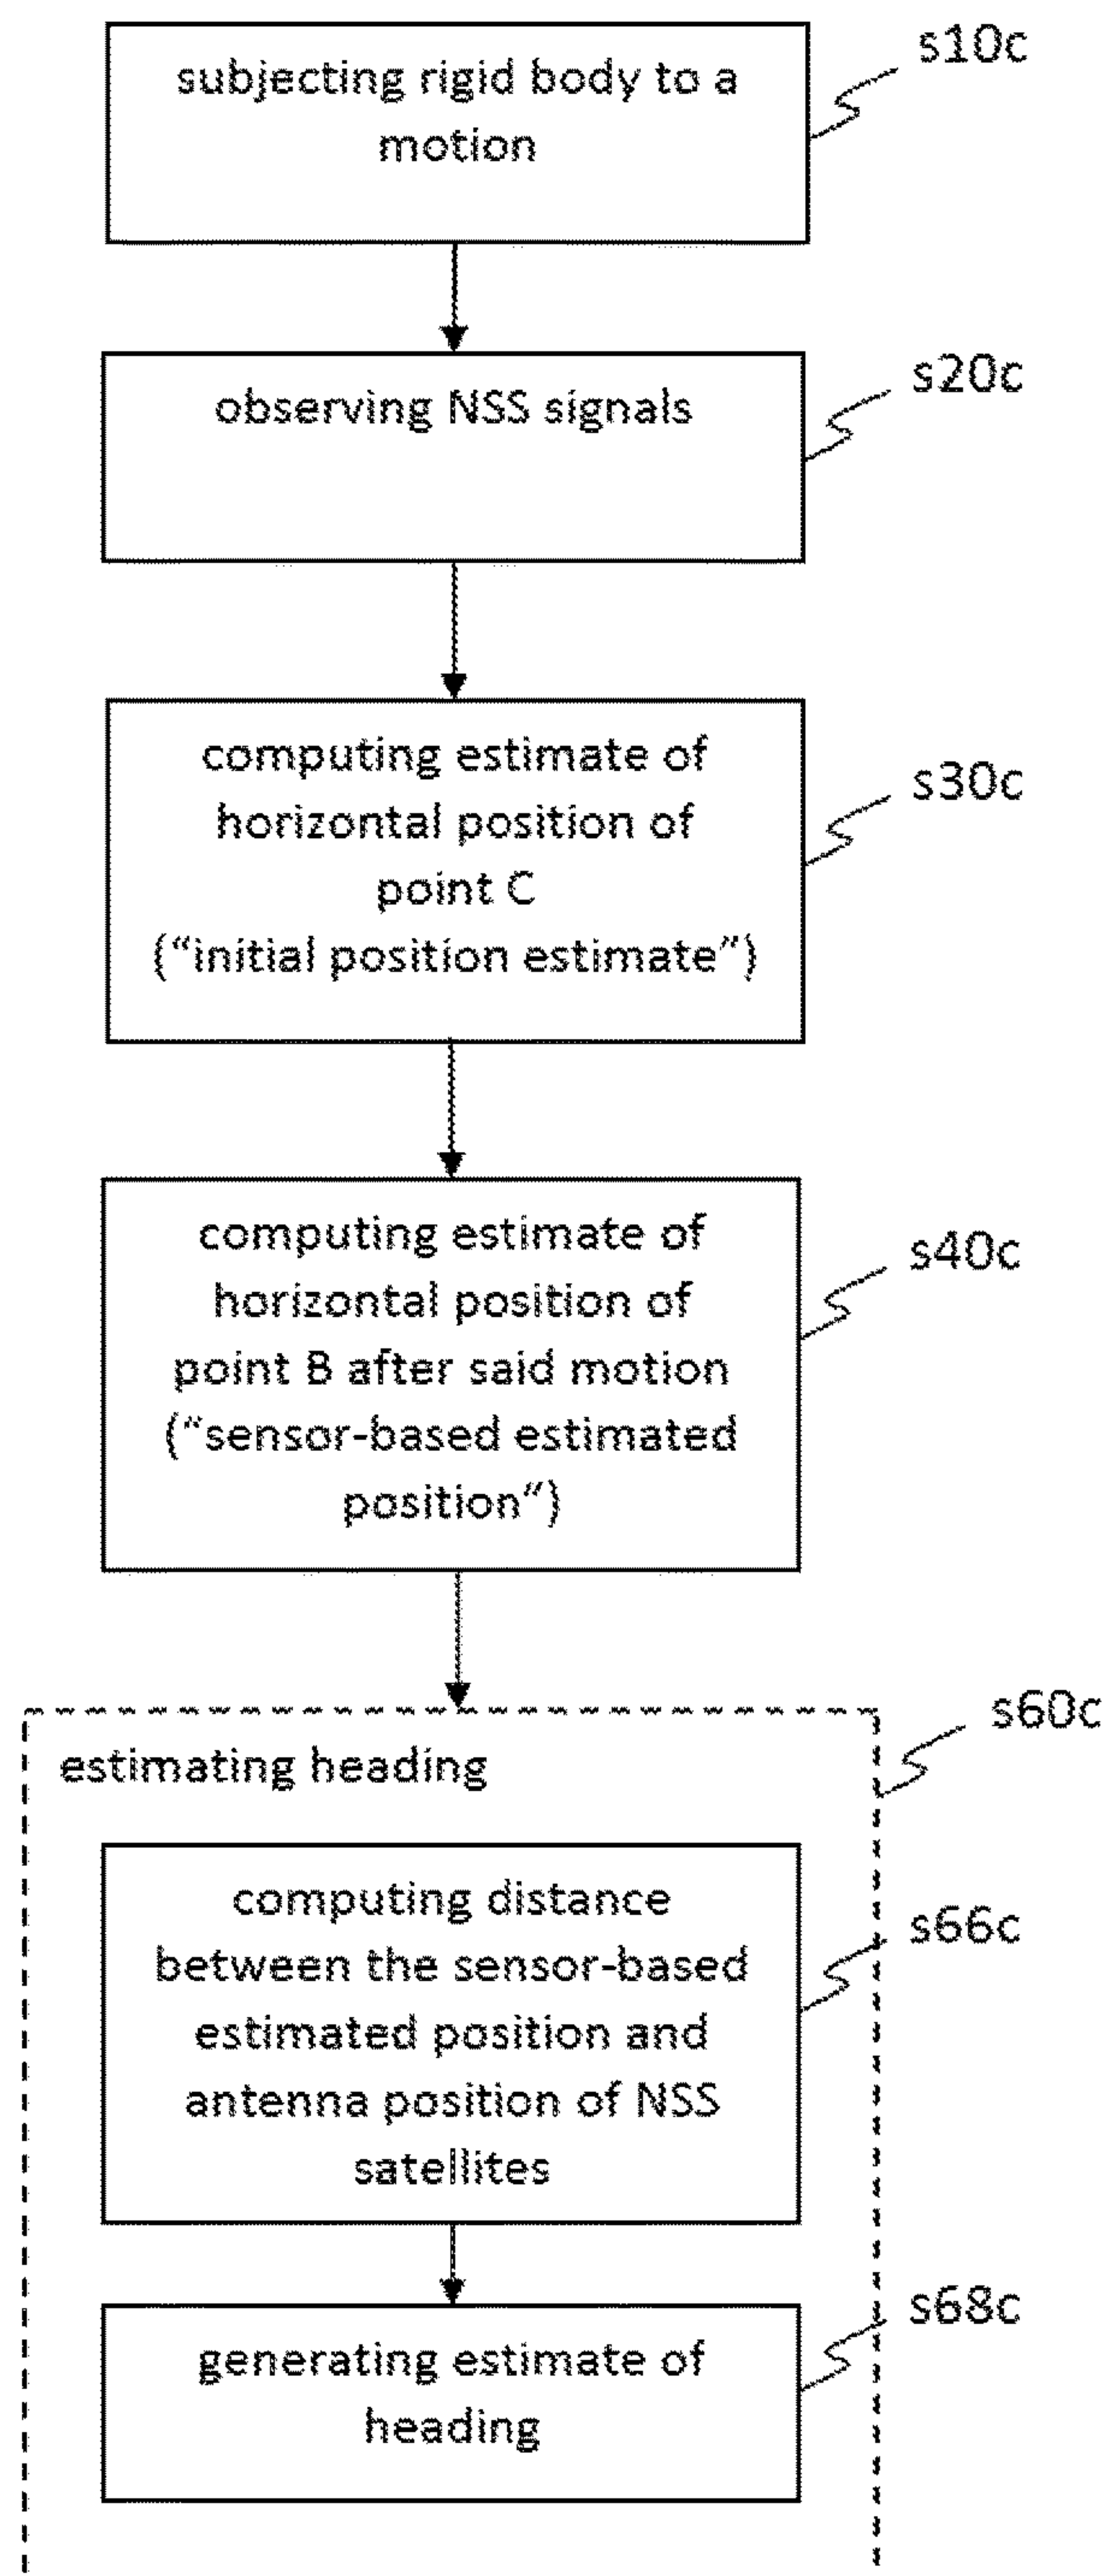 subjecting rigid body to a
motion
s10c
observing NSS signals
s20c
computing estimate of
horizontal position of
point C
(“initial position estimate”)
s30c
computing estimate of
horizontal position of
point B after said motion
(“sensor-based estimated
position”)
s40c
estimating heading
s60c
computing distance
between the sensor-based
estimated position and
antenna position of NSS
satellites
s66c
generating estimate of
heading
s68c